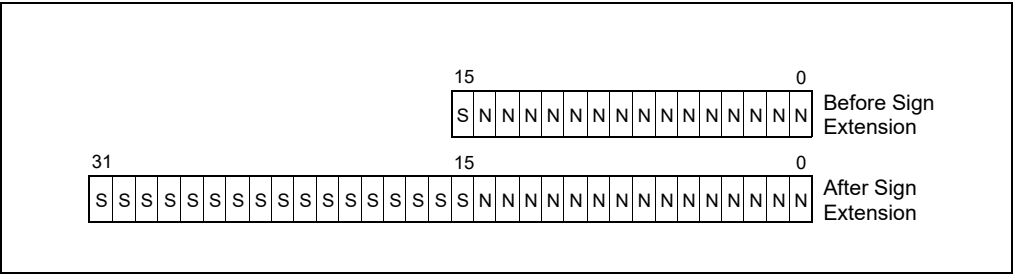 15 0
S N N N N N N N N N N N N N N N
Before Sign
Extension
31 15 0
S S S S S S S S S S S S S S S S S N N N N N N N N N N N N N N N
After Sign
Extension